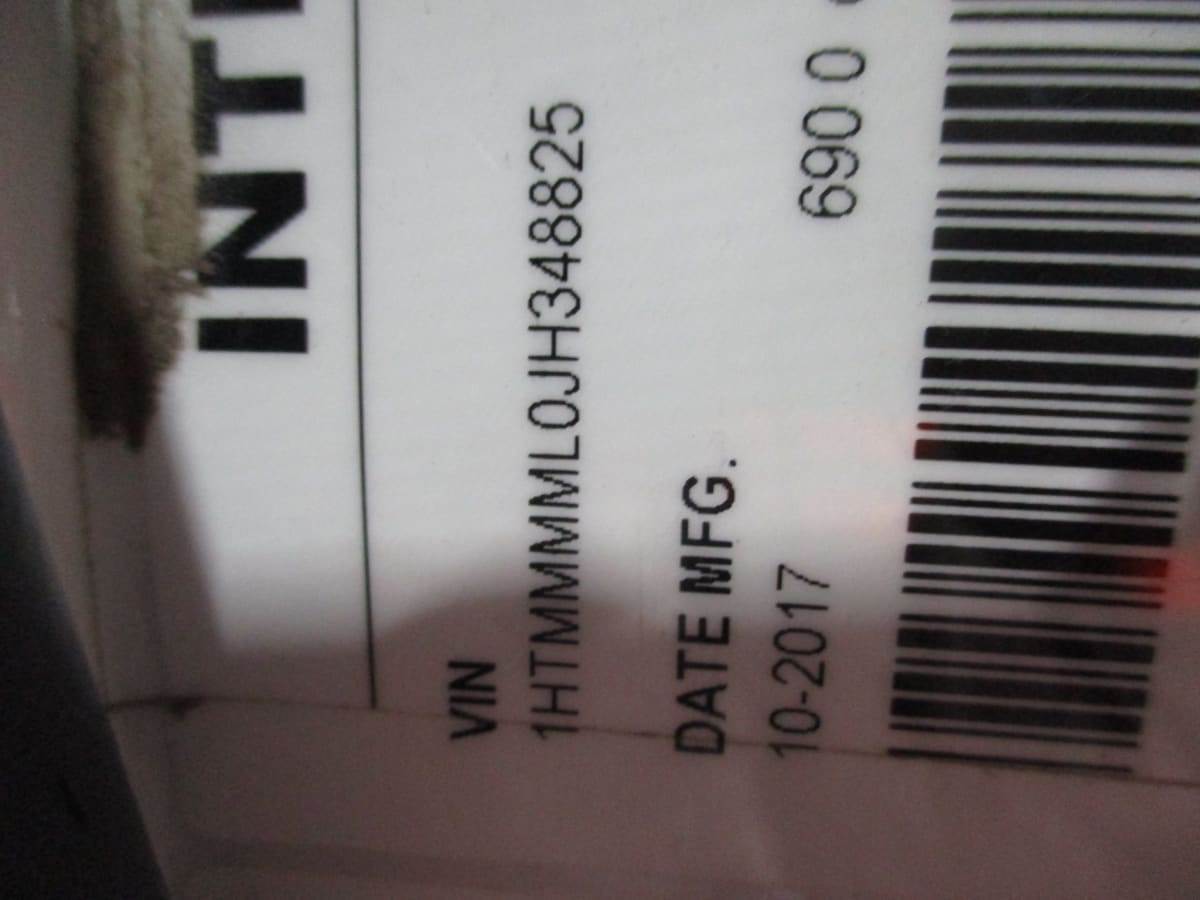 INT
VIN
1HTMMMML0JH348825
DATE MFG.
10-2017
690 0